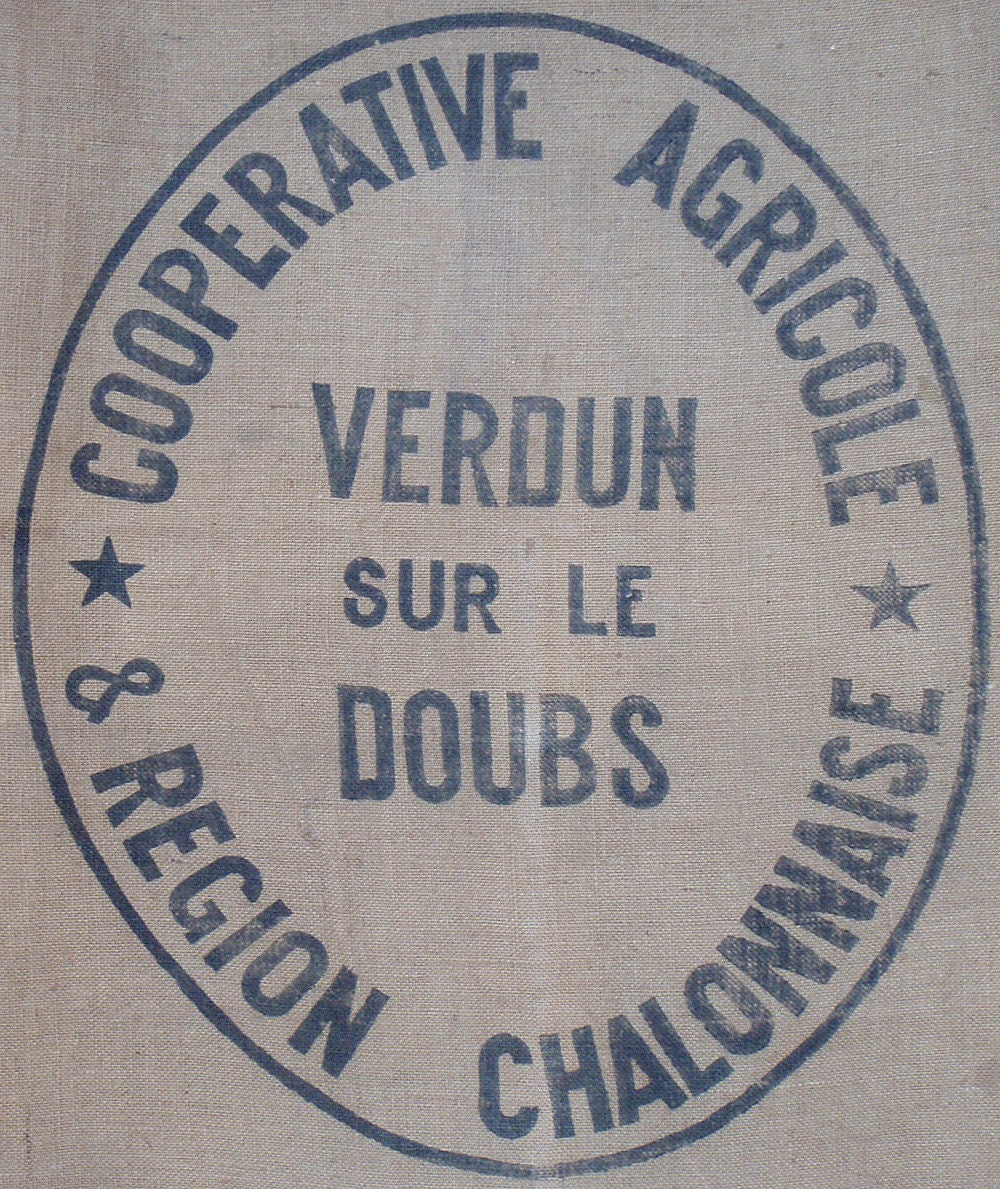 COOPERATIVE AGRICOLE
VERDUN
SUR LE
DOUBS
& REGION CHALONNAISE